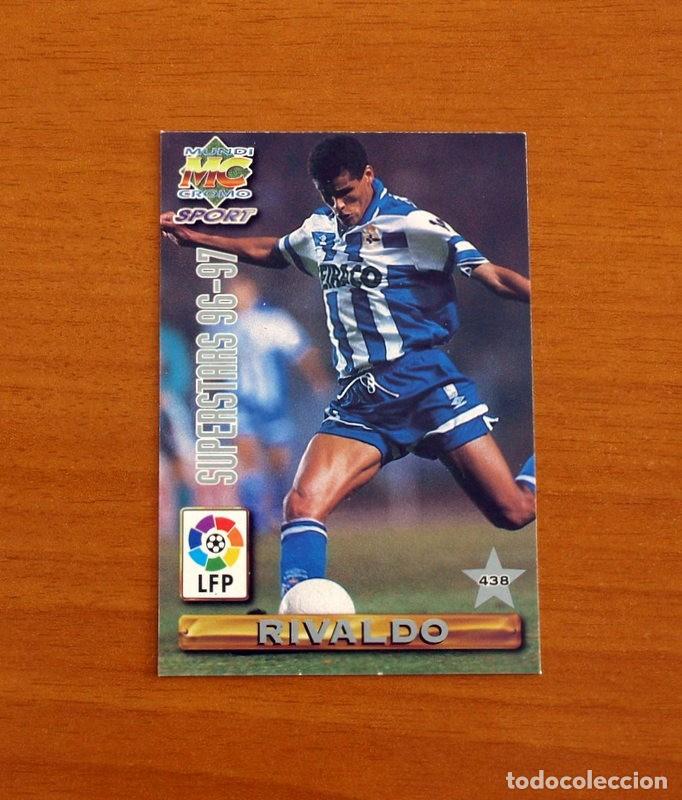 MUNDI
MC
CROMO
SPORT
SUPERSTARS 96-97
LFP
438
RIVALDO
todocoleccion